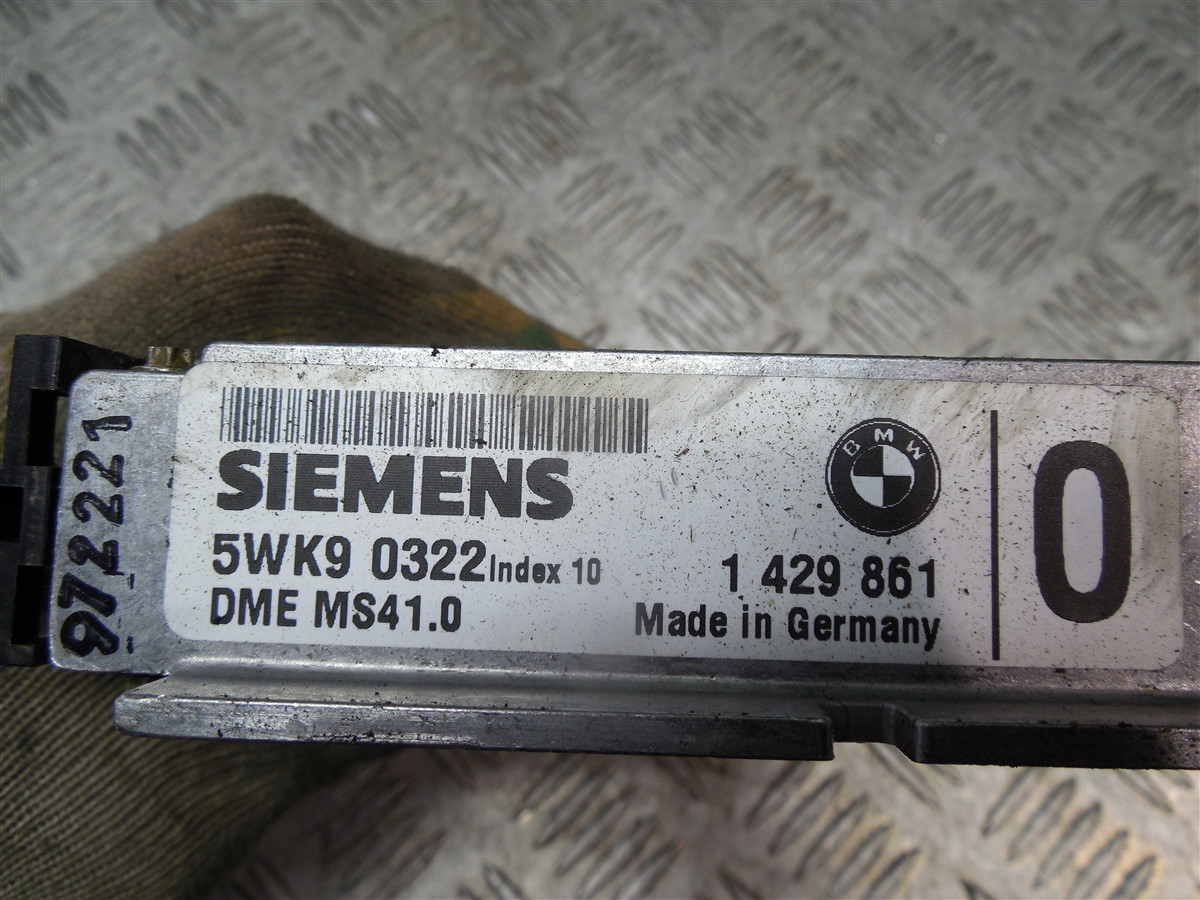 972221
SIEMENS
BMW
0
5WK9 0322 Index 10
1 429 861
DME MS41.0
Made in Germany